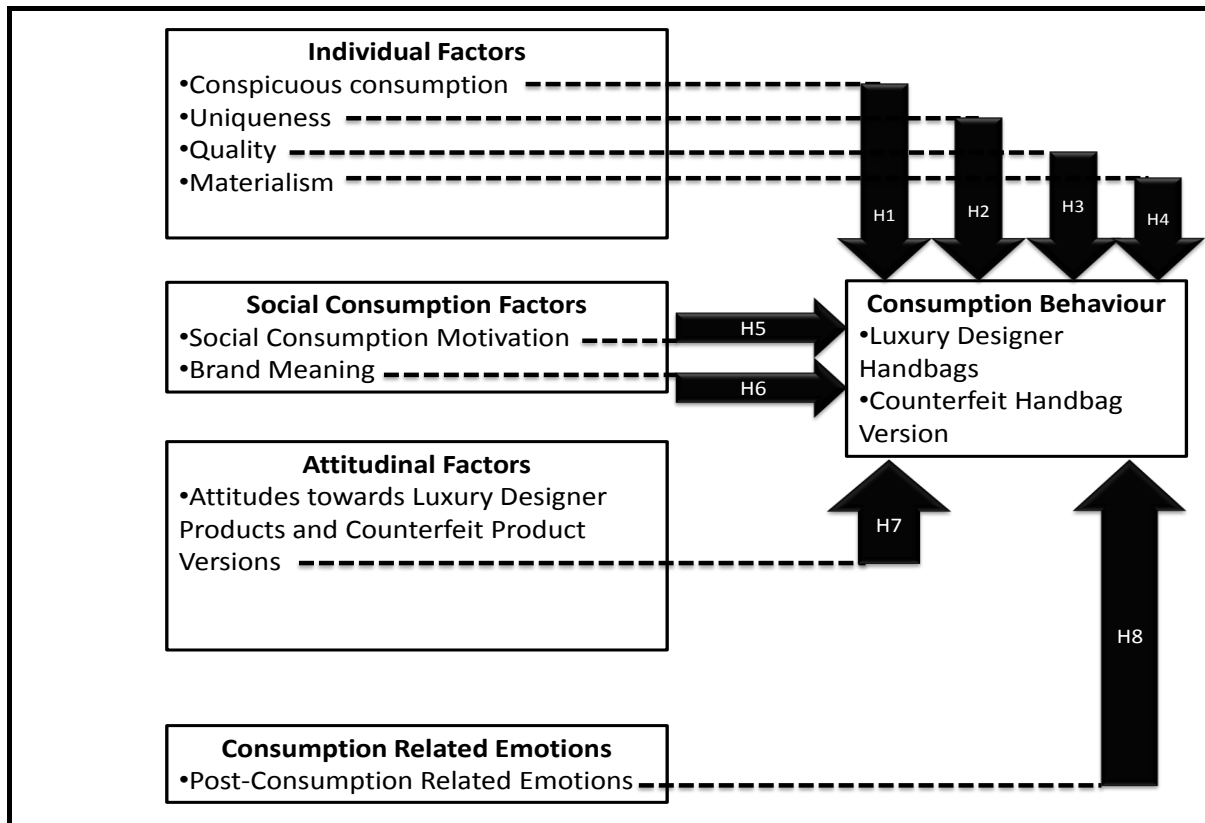 Individual Factors
•Conspicuous consumption
•Uniqueness
•Quality
•Materialism
H1
H2
H3
H4
Social Consumption Factors
•Social Consumption Motivation
•Brand Meaning
H5
H6
Consumption Behaviour
•Luxury Designer
Handbags
•Counterfeit Handbag
Version
Attitudinal Factors
•Attitudes towards Luxury Designer
Products and Counterfeit Product
Versions
H7
H8
Consumption Related Emotions
•Post-Consumption Related Emotions